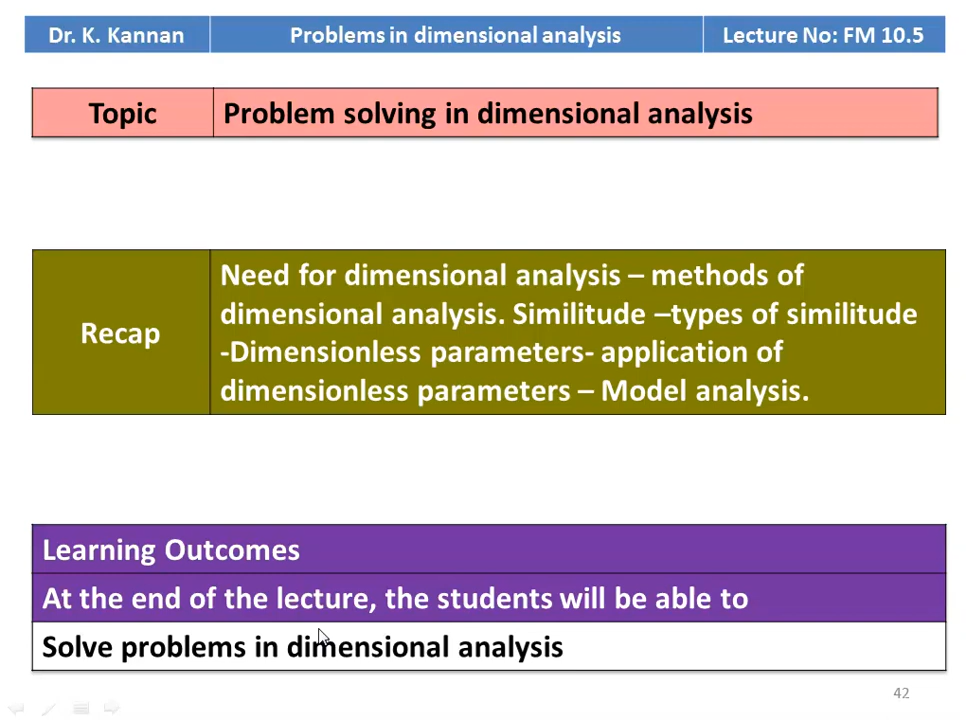 Dr. K. Kannan Problems in dimensional analysis Lecture No: FM 10.5
Topic Problem solving in dimensional analysis
Recap
Need for dimensional analysis – methods of
dimensional analysis. Similitude –types of similitude
-Dimensionless parameters- application of
dimensionless parameters – Model analysis.
Learning Outcomes
At the end of the lecture, the students will be able to
Solve problems in dimensional analysis
42